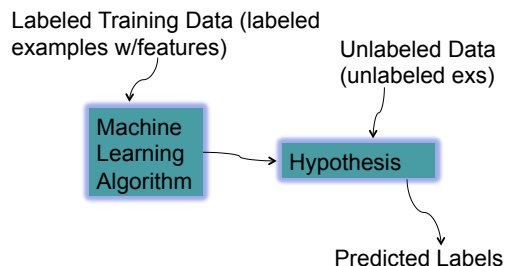 Labeled Training Data (labeled
examples w/features)
Unlabeled Data
(unlabeled exs)
Machine
Learning
Algorithm
Hypothesis
Predicted Labels